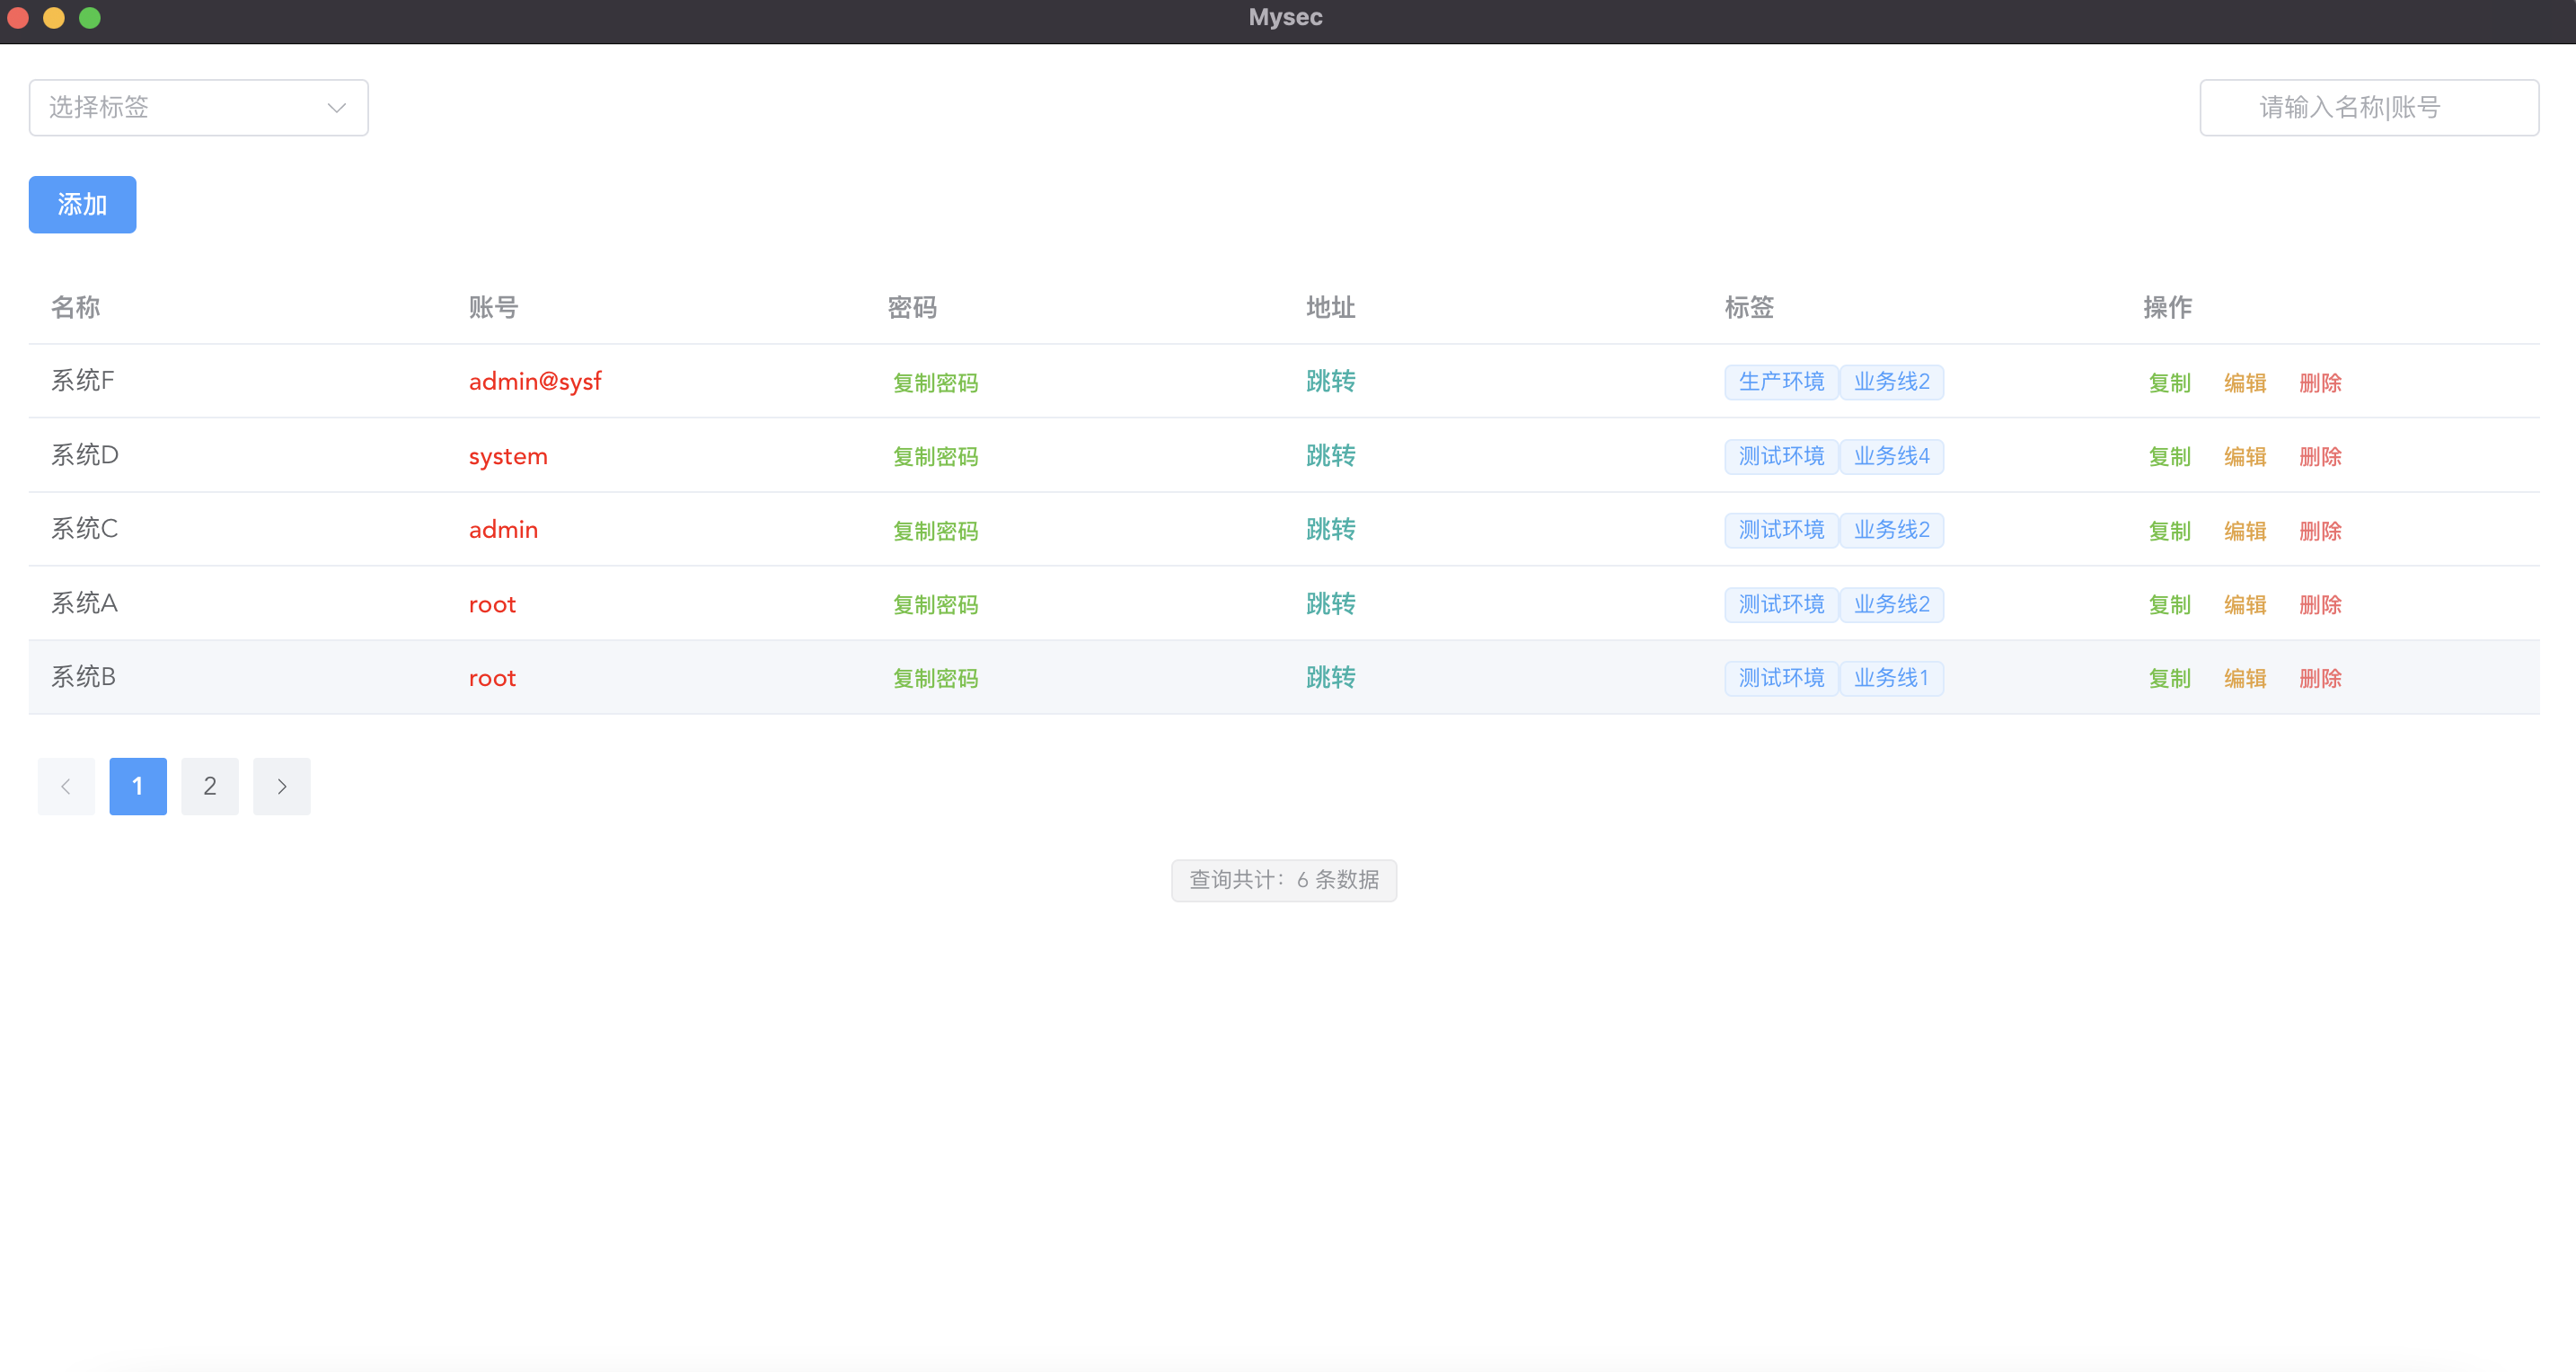 Mysec
选择标签 请输入名称|账号
添加
名称 账号 密码 地址 标签 操作
系统F admin@sysf 复制密码 跳转 生产环境 业务线2 复制 编辑 删除
系统D system 复制密码 跳转 测试环境 业务线4 复制 编辑 删除
系统C admin 复制密码 跳转 测试环境 业务线2 复制 编辑 删除
系统A root 复制密码 跳转 测试环境 业务线2 复制 编辑 删除
系统B root 复制密码 跳转 测试环境 业务线1 复制 编辑 删除
1 2
查询共计：6 条数据